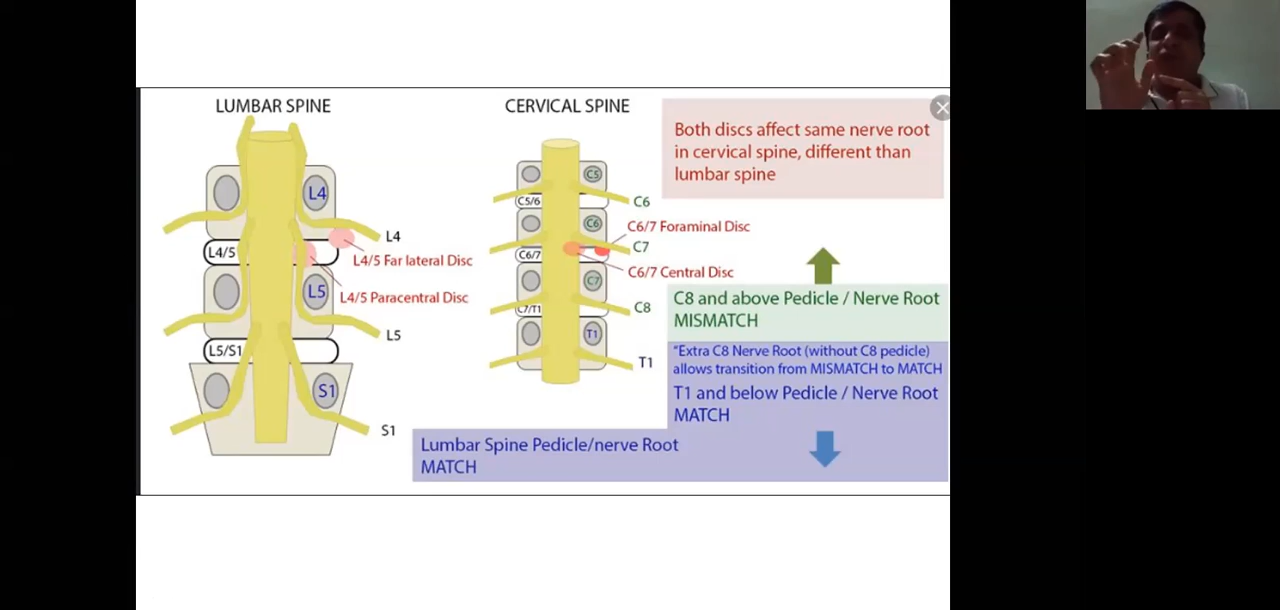 LUMBAR SPINE
L4
L4
L4/5
L4/5 Far lateral Disc
L5
L4/5 Paracentral Disc
L5
L5/S1
S1
S1
CERVICAL SPINE
C5
C5/6
C6
C6
C6/7 Foraminal Disc
C7
C6/7
C6/7 Central Disc
C7
C7/T1
C8
T1
T1
Both discs affect same nerve root
in cervical spine, different than
lumbar spine
C8 and above Pedicle / Nerve Root
MISMATCH
"Extra C8 Nerve Root (without C8 pedicle)
allows transition from MISMATCH to MATCH
T1 and below Pedicle / Nerve Root
MATCH
Lumbar Spine Pedicle/nerve Root
MATCH